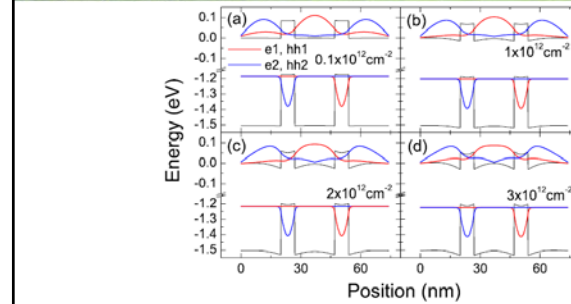 (a)
(b)
e1, hh1
e2, hh2
0.1x10¹²cm⁻²
1x10¹²cm⁻²
(c)
(d)
2x10¹²cm⁻²
3x10¹²cm⁻²
0.1
0.0
-0.1
-1.2
-1.3
-1.4
-1.5
0.1
0.0
-0.1
-1.2
-1.3
-1.4
-1.5
Energy (eV)
0 30 60 0 30 60
Position (nm)